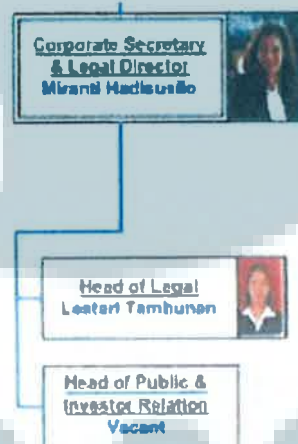 Corporate Secretary
& Legal Director
Miranti Hadisusilo
Head of Legal
Lestari Tambunan
Head of Public &
Investor Relation
Vacant